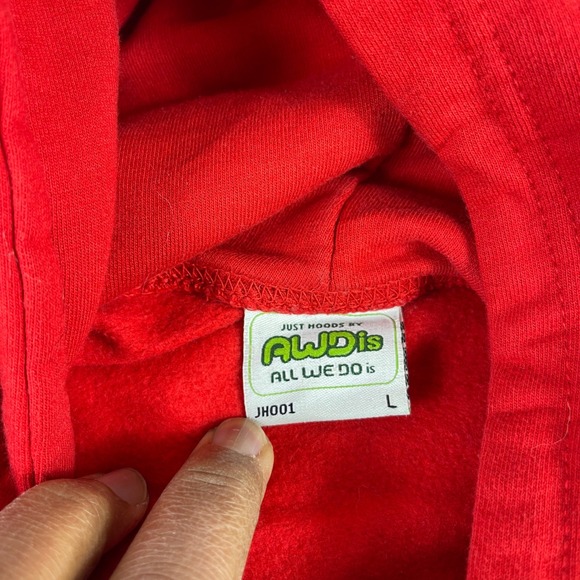 JUST HOODS BY
AWDis
ALL WE DO is
JH001 L